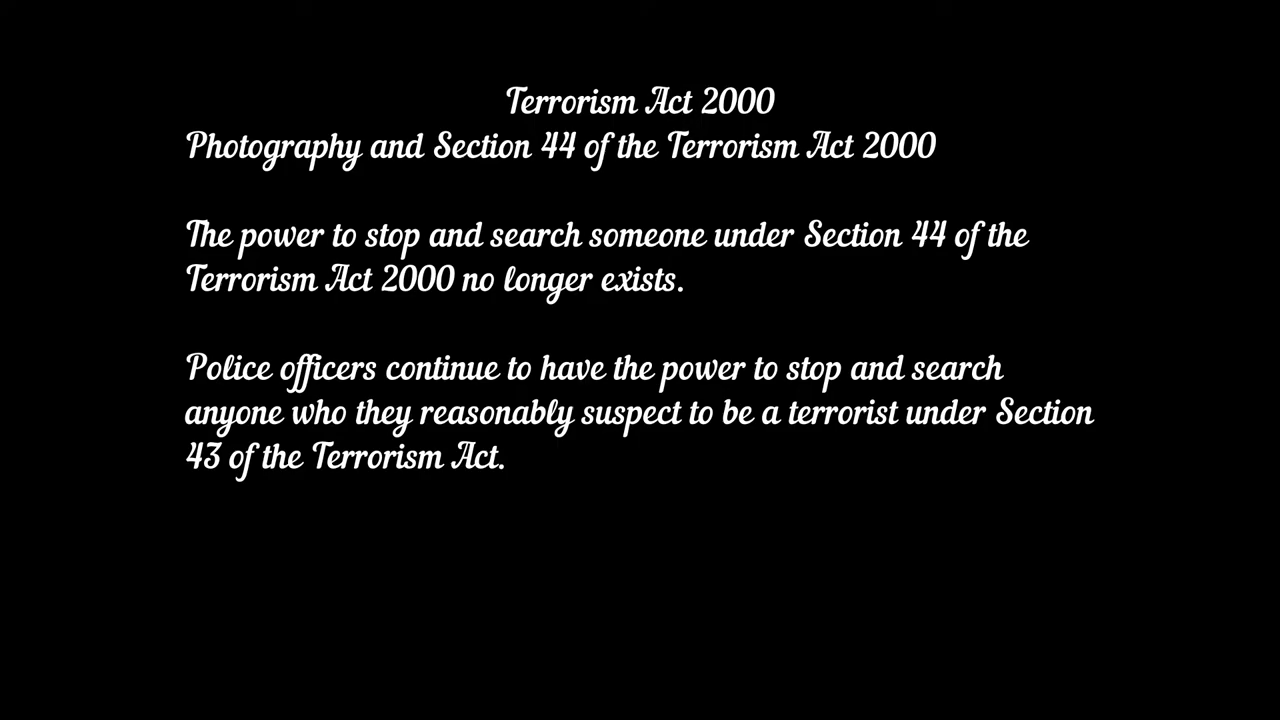 Terrorism Act 2000
Photography and Section 44 of the Terrorism Act 2000
The power to stop and search someone under Section 44 of the
Terrorism Act 2000 no longer exists.
Police officers continue to have the power to stop and search
anyone who they reasonably suspect to be a terrorist under Section
43 of the Terrorism Act.